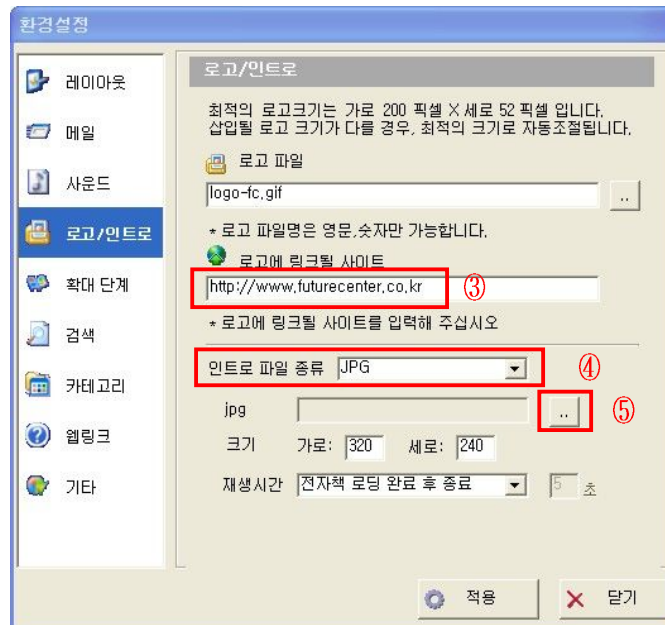 환경설정
레이아웃
메일
사운드
로고/인트로
확대 단계
검색
카테고리
웹링크
기타
로고/인트로
최적의 로고크기는 가로 200 픽셀 X 세로 52 픽셀 입니다.
삽입될 로고 크기가 다를 경우, 최적의 크기로 자동조절됩니다.
로고 파일
logo-fc.gif
..
* 로고 파일명은 영문,숫자만 가능합니다.
로고에 링크될 사이트
http://www.futurecenter.co.kr ③
* 로고에 링크될 사이트를 입력해 주십시오
인트로 파일 종류 JPG ④
jpg .. ⑤
크기 가로: 320 세로: 240
재생시간 전자책 로딩 완료 후 종료 5 초
적용 닫기